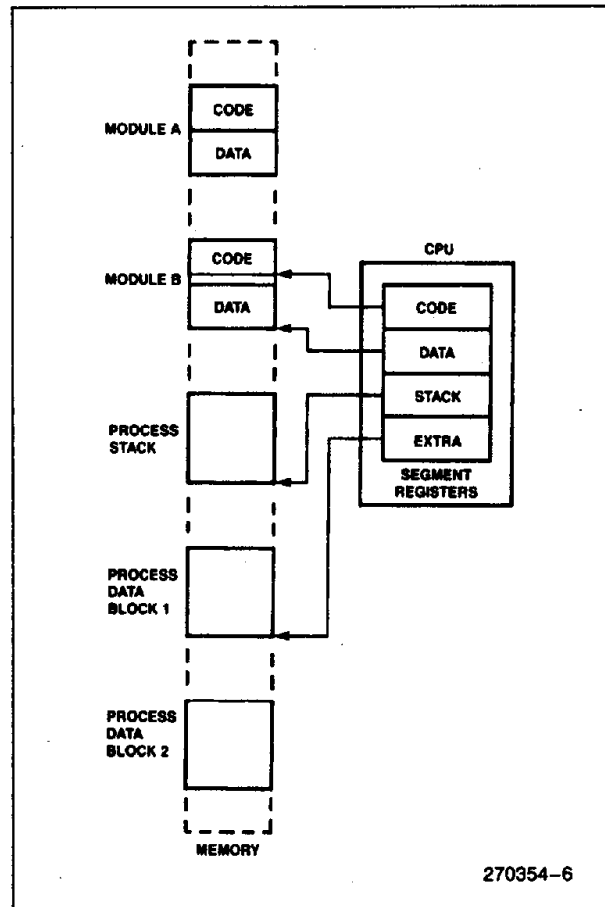 MODULE A
CODE
DATA
MODULE B
CODE
DATA
CPU
CODE
DATA
STACK
EXTRA
SEGMENT
REGISTERS
PROCESS
STACK
PROCESS
DATA
BLOCK 1
PROCESS
DATA
BLOCK 2
MEMORY
270354-6